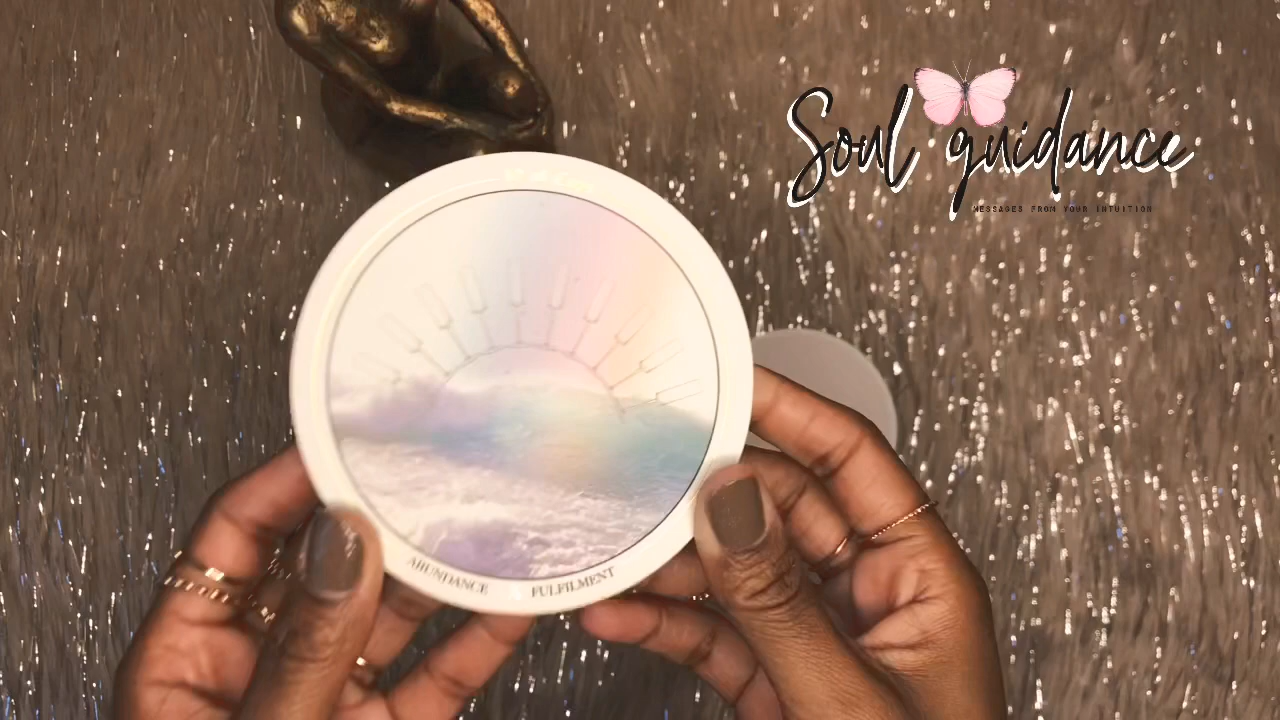 Soul guidance
MESSAGES FROM YOUR INTUITION
ABUNDANCE FULFILMENT